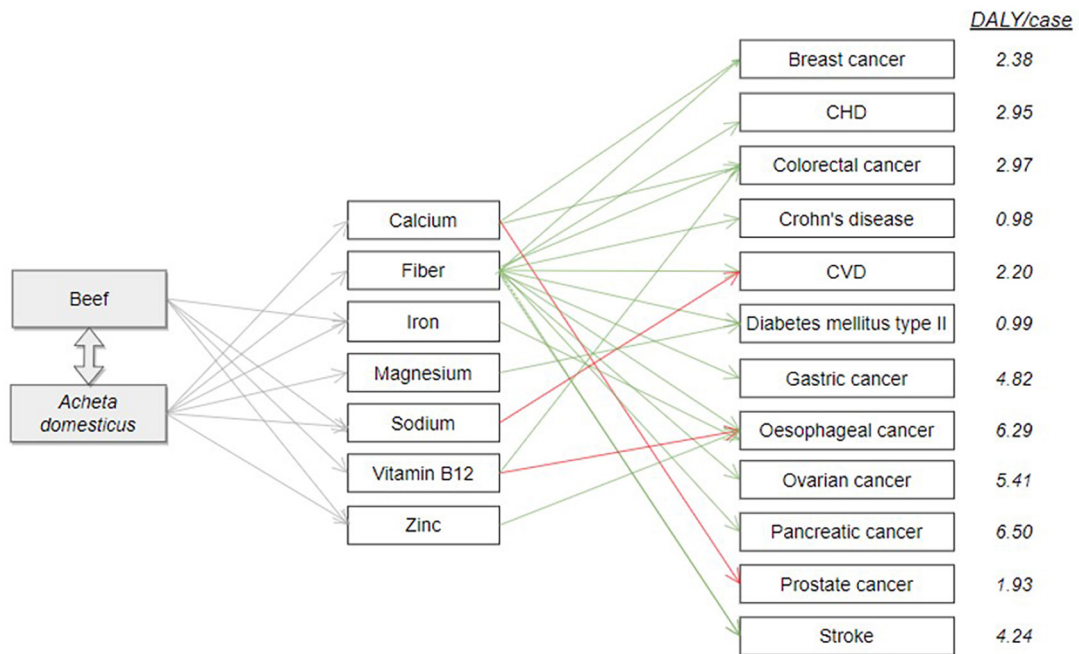 DALY/case
Breast cancer 2.38
CHD 2.95
Colorectal cancer 2.97
Crohn's disease 0.98
CVD 2.20
Diabetes mellitus type II 0.99
Gastric cancer 4.82
Oesophageal cancer 6.29
Ovarian cancer 5.41
Pancreatic cancer 6.50
Prostate cancer 1.93
Stroke 4.24
Calcium
Fiber
Iron
Magnesium
Sodium
Vitamin B12
Zinc
Beef
Acheta
domesticus